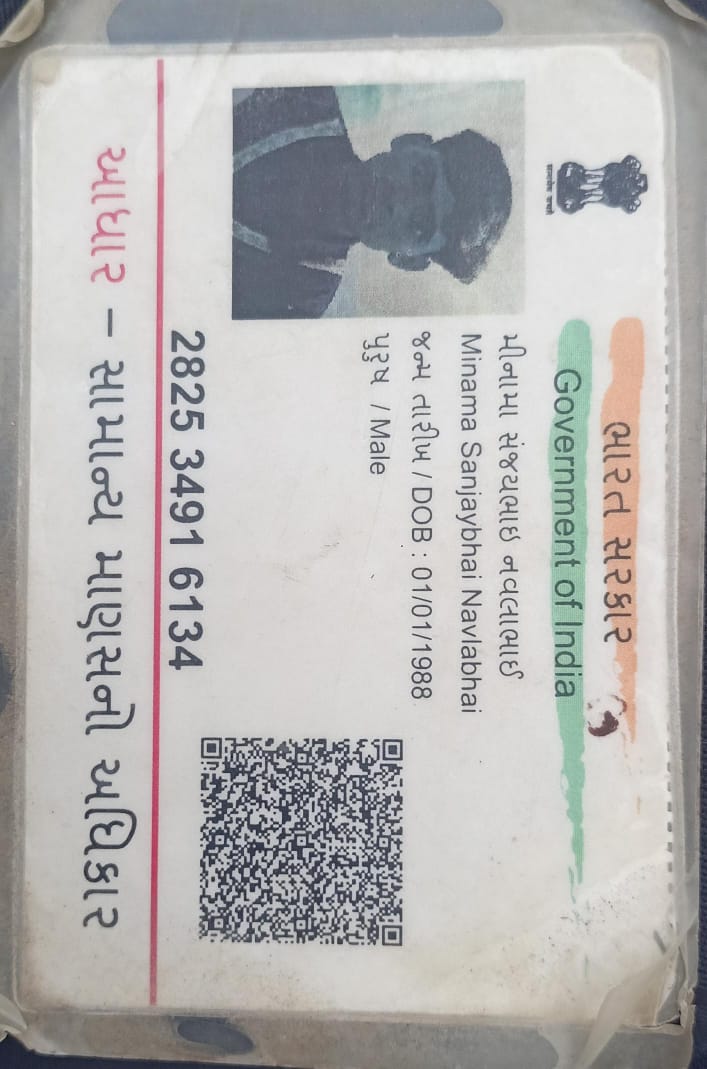 ભારત સરકાર
Government of India
મીનામા સંજયભાઇ નવલાભાઈ
Minama Sanjaybhai Navlabhai
જન્મ તારીખ / DOB : 01/01/1988
પુરુષ / Male
2825 3491 6134
આધાર – સામાન્ય માણસનો અધિકાર